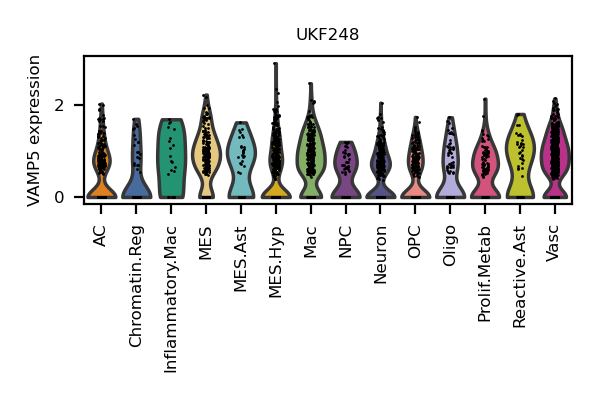 UKF248
VAMP5 expression
2
0
AC
Chromatin.Reg
Inflammatory.Mac
MES
MES.Ast
MES.Hyp
Mac
NPC
Neuron
OPC
Oligo
Prolif.Metab
Reactive.Ast
Vasc